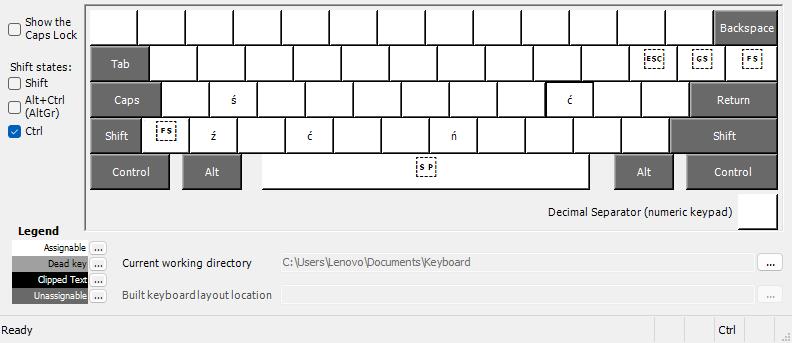 Show the
Caps Lock
Backspace
Tab
ESC
GS
FS
Shift states:
Shift
Alt+Ctrl
(AltGr)
Ctrl
Caps
ś
ć
Return
Shift
FS
ź
ć
ń
Shift
Control
Alt
SP
Alt
Control
Decimal Separator (numeric keypad)
Legend
Assignable ...
Dead key ...
Clipped Text ...
Unassignable ...
Current working directory
C:\Users\Lenovo\Documents\Keyboard
...
Built keyboard layout location
...
Ready
Ctrl